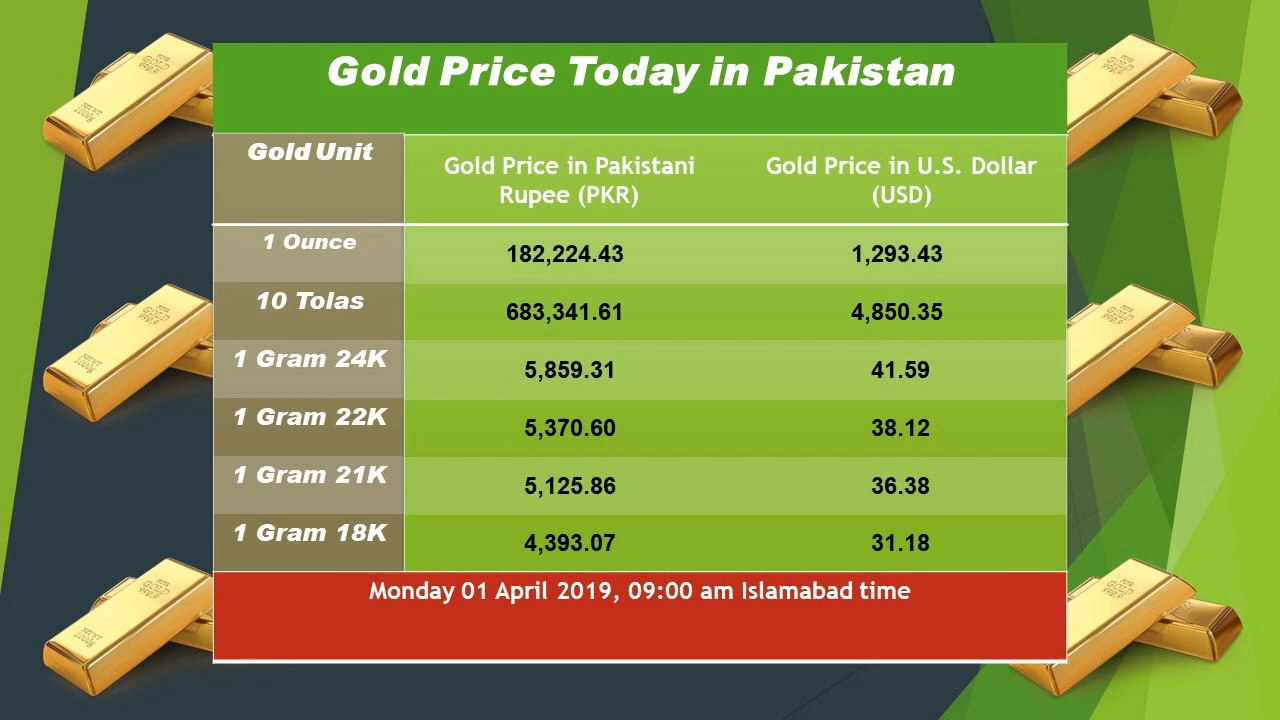 Gold Price Today in Pakistan
Gold Unit
Gold Price in Pakistani
Rupee (PKR)
Gold Price in U.S. Dollar
(USD)
1 Ounce
182,224.43
1,293.43
10 Tolas
683,341.61
4,850.35
1 Gram 24K
5,859.31
41.59
1 Gram 22K
5,370.60
38.12
1 Gram 21K
5,125.86
36.38
1 Gram 18K
4,393.07
31.18
Monday 01 April 2019, 09:00 am Islamabad time